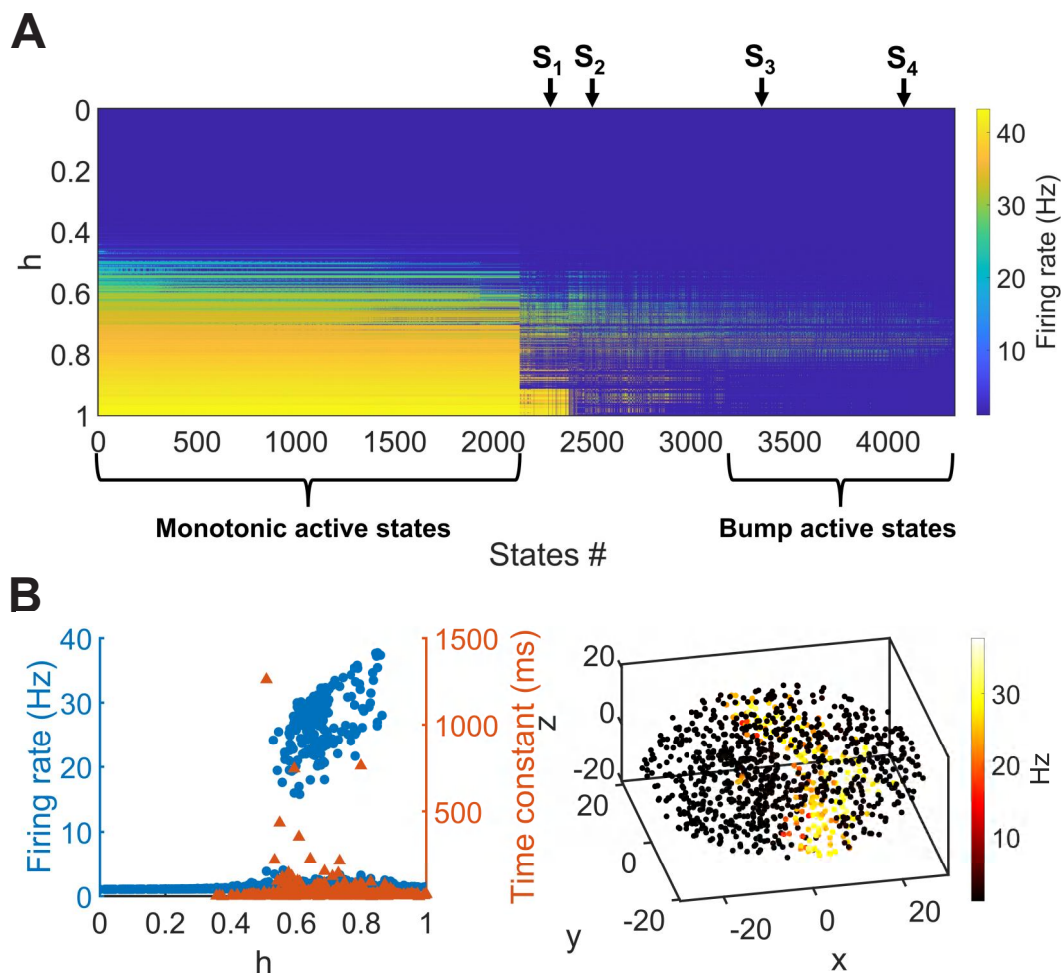 A
S1 S2 S3 S4
0
0.2
0.4
0.6
0.8
1
h
0 500 1000 1500 2000 2500 3000 3500 4000
40
30
20
10
Firing rate (Hz)
Monotonic active states
Bump active states
States #
B
40
30
20
10
0
Firing rate (Hz)
1500
1000
500
Time constant (ms)
0 0.2 0.4 0.6 0.8 1
h
20
0
-20
z
20
0
-20
y
-20
0
20
x
30
20
10
Hz